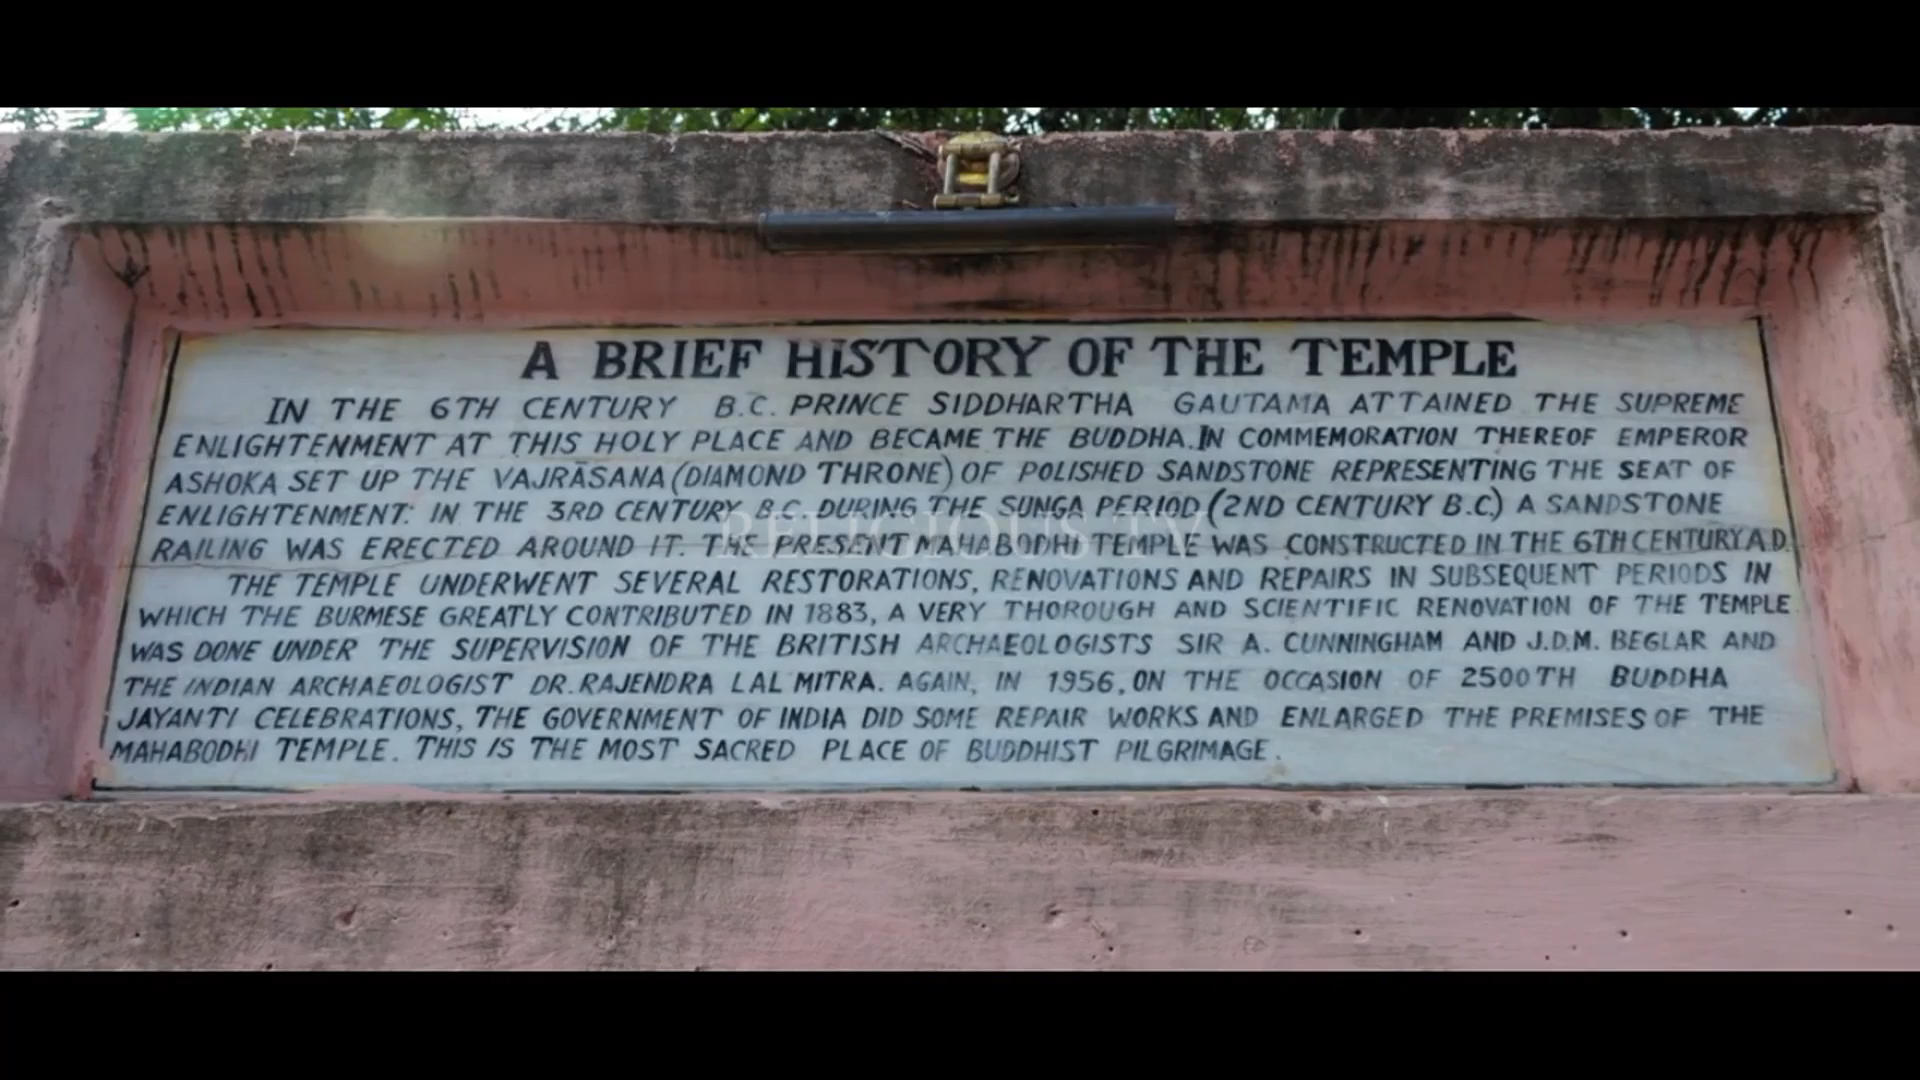 A BRIEF HISTORY OF THE TEMPLE
IN THE 6TH CENTURY B.C. PRINCE SIDDHARTHA GAUTAMA ATTAINED THE SUPREME
ENLIGHTENMENT AT THIS HOLY PLACE AND BECAME THE BUDDHA. IN COMMEMORATION THEREOF EMPEROR
ASHOKA SET UP THE VAJRĀSANA (DIAMOND THRONE) OF POLISHED SANDSTONE REPRESENTING THE SEAT OF
ENLIGHTENMENT. IN THE 3RD CENTURY B.C. DURING THE SUNGA PERIOD (2ND CENTURY B.C.) A SANDSTONE
RELIGIOUS TV
RAILING WAS ERECTED AROUND IT. THE PRESENT MAHABODHI TEMPLE WAS CONSTRUCTED IN THE 6TH CENTURY A.D.
THE TEMPLE UNDERWENT SEVERAL RESTORATIONS, RENOVATIONS AND REPAIRS IN SUBSEQUENT PERIODS IN
WHICH THE BURMESE GREATLY CONTRIBUTED IN 1883, A VERY THOROUGH AND SCIENTIFIC RENOVATION OF THE TEMPLE
WAS DONE UNDER THE SUPERVISION OF THE BRITISH ARCHAEOLOGISTS SIR A. CUNNINGHAM AND J.D.M. BEGLAR AND
THE INDIAN ARCHAEOLOGIST DR. RAJENDRA LAL MITRA. AGAIN, IN 1956, ON THE OCCASION OF 2500TH BUDDHA
JAYANTI CELEBRATIONS, THE GOVERNMENT OF INDIA DID SOME REPAIR WORKS AND ENLARGED THE PREMISES OF THE
MAHABODHI TEMPLE. THIS IS THE MOST SACRED PLACE OF BUDDHIST PILGRIMAGE.